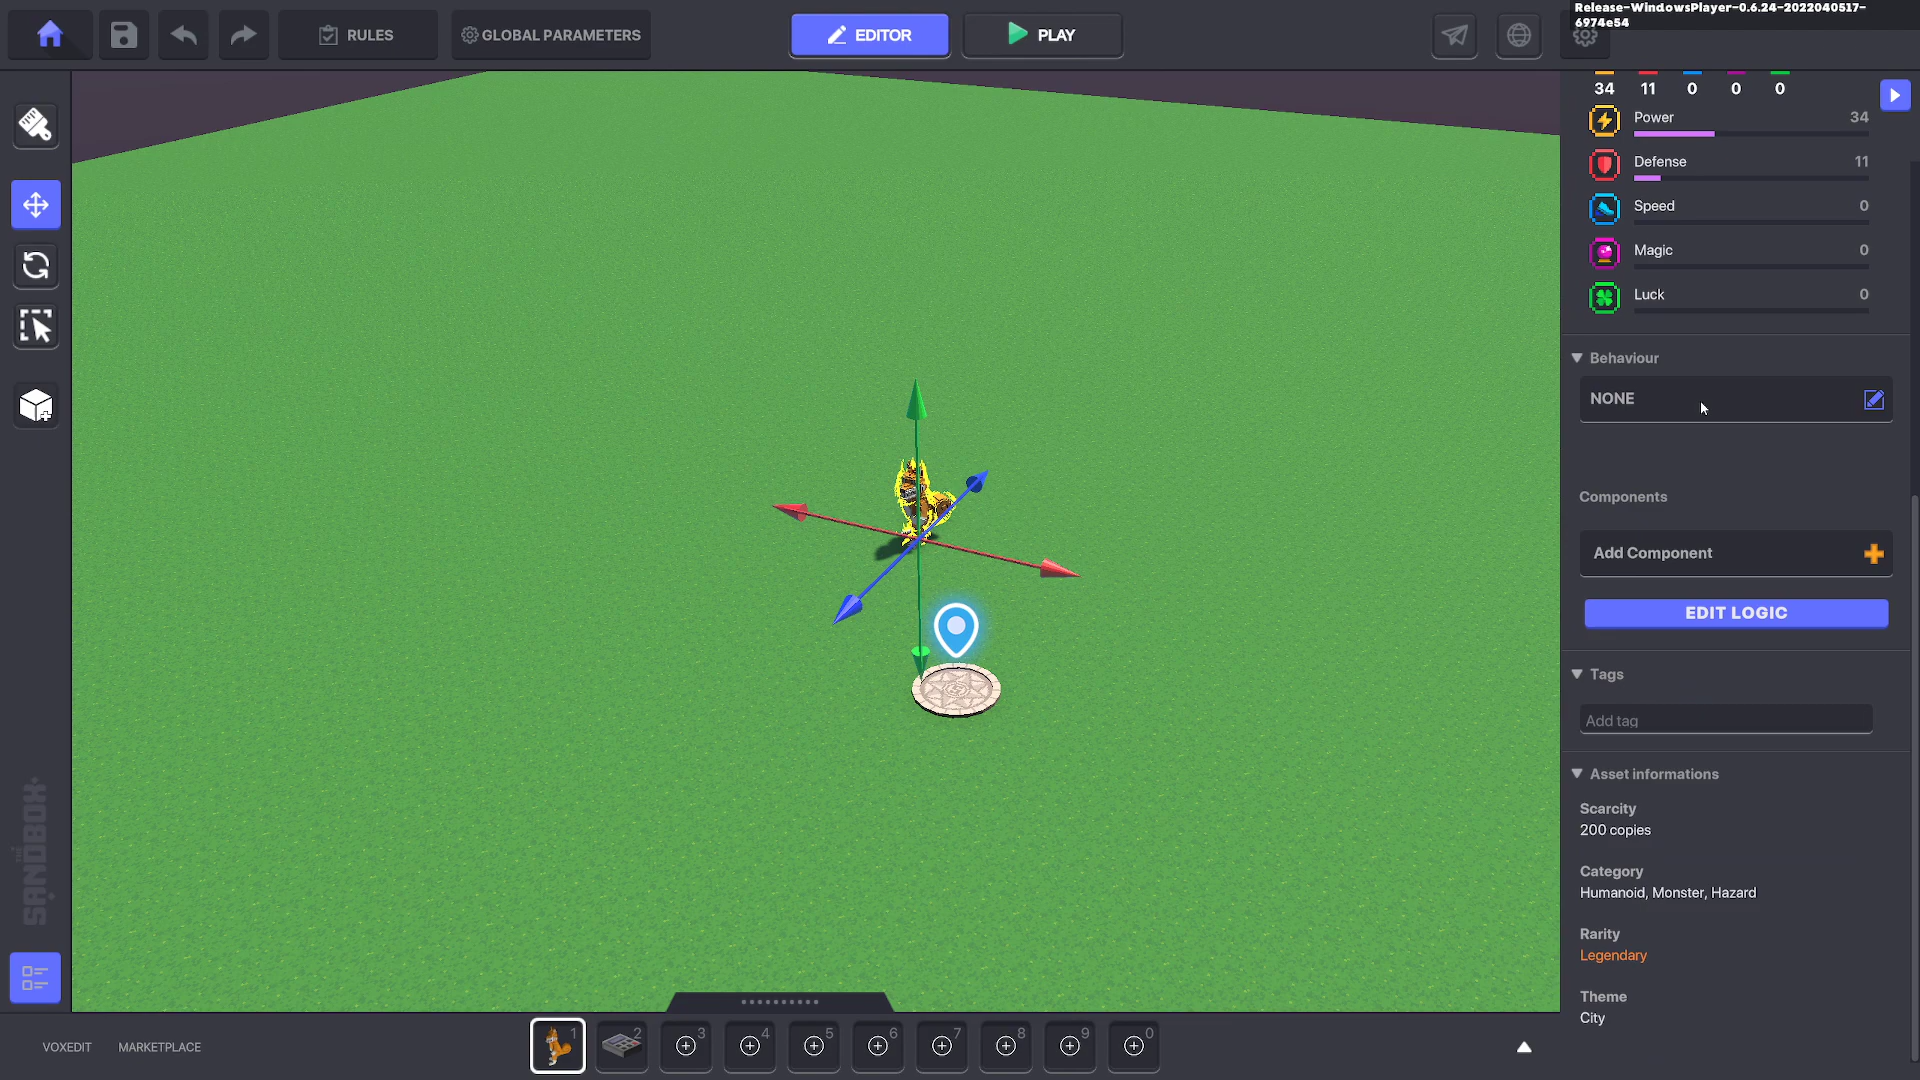 Release-WindowsPlayer-0.6.24-2022040517-
6974e54
RULES
GLOBAL PARAMETERS
EDITOR
PLAY
34 11 0 0 0
Power 34
Defense 11
Speed 0
Magic 0
Luck 0
Behaviour
NONE
Components
Add Component
EDIT LOGIC
Tags
Add tag
Asset informations
Scarcity
200 copies
Category
Humanoid, Monster, Hazard
Rarity
Legendary
Theme
City
THE SANDBOX
VOXEDIT MARKETPLACE
1 2 3 4 5 6 7 8 9 0